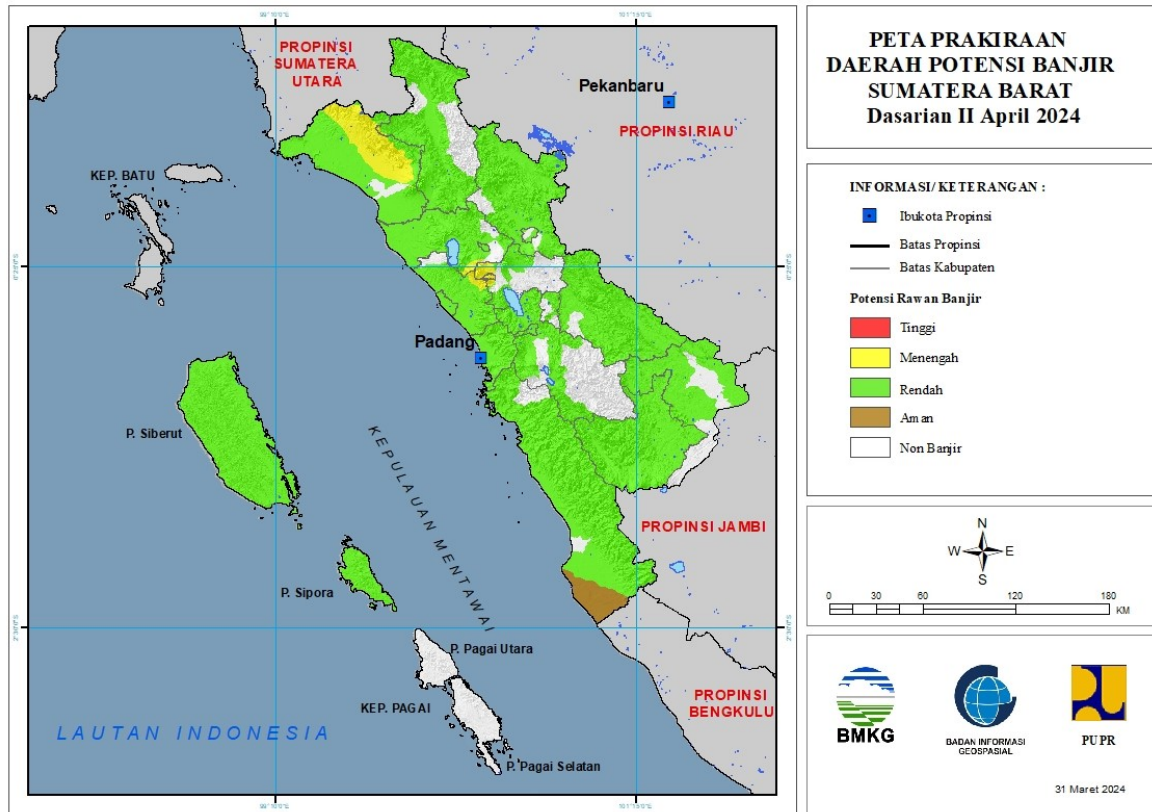 PETA PRAKIRAAN
DAERAH POTENSI BANJIR
SUMATERA BARAT
Dasarian II April 2024
INFORMASI/ KETERANGAN :
Ibukota Propinsi
Batas Propinsi
Batas Kabupaten
Potensi Rawan Banjir
Tinggi
Menengah
Rendah
Aman
Non Banjir
N
W E
S
0 30 60 120 180
KM
BMKG
BADAN INFORMASI
GEOSPASIAL
PUPR
31 Maret 2024
PROPINSI
SUMATERA
UTARA
Pekanbaru
PROPINSI RIAU
KEP. BATU
Padang
P. Siberut
KEPULAUAN MENTAWAI
PROPINSI JAMBI
P. Sipora
P. Pagai Utara
KEP. PAGAI
PROPINSI
BENGKULU
LAUTAN INDONESIA
P. Pagai Selatan